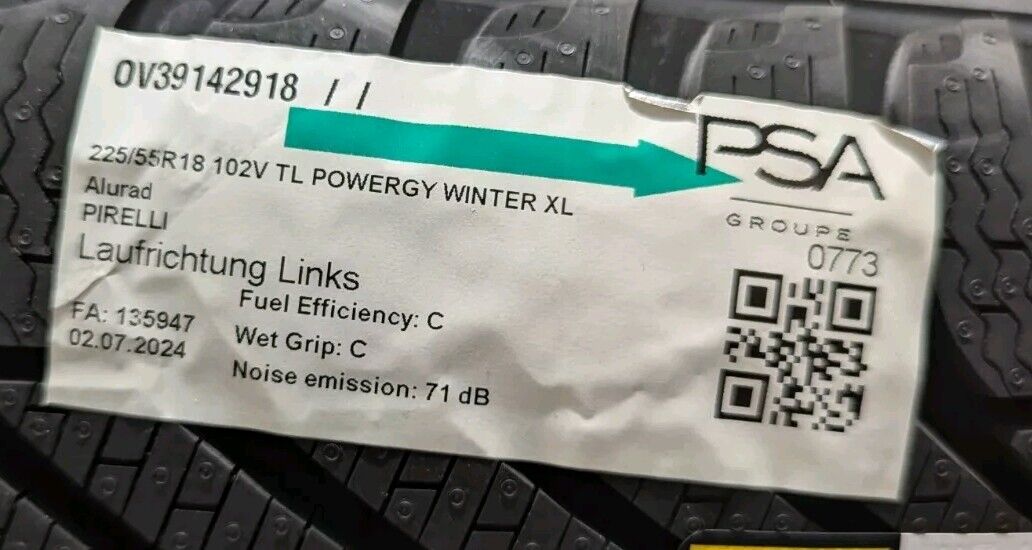 OV39142918 / /
PSA
GROUPE
0773
225/55R18 102V TL POWERGY WINTER XL
Alurad
PIRELLI
Laufrichtung Links
Fuel Efficiency: C
FA: 135947
Wet Grip: C
02.07.2024
Noise emission: 71 dB